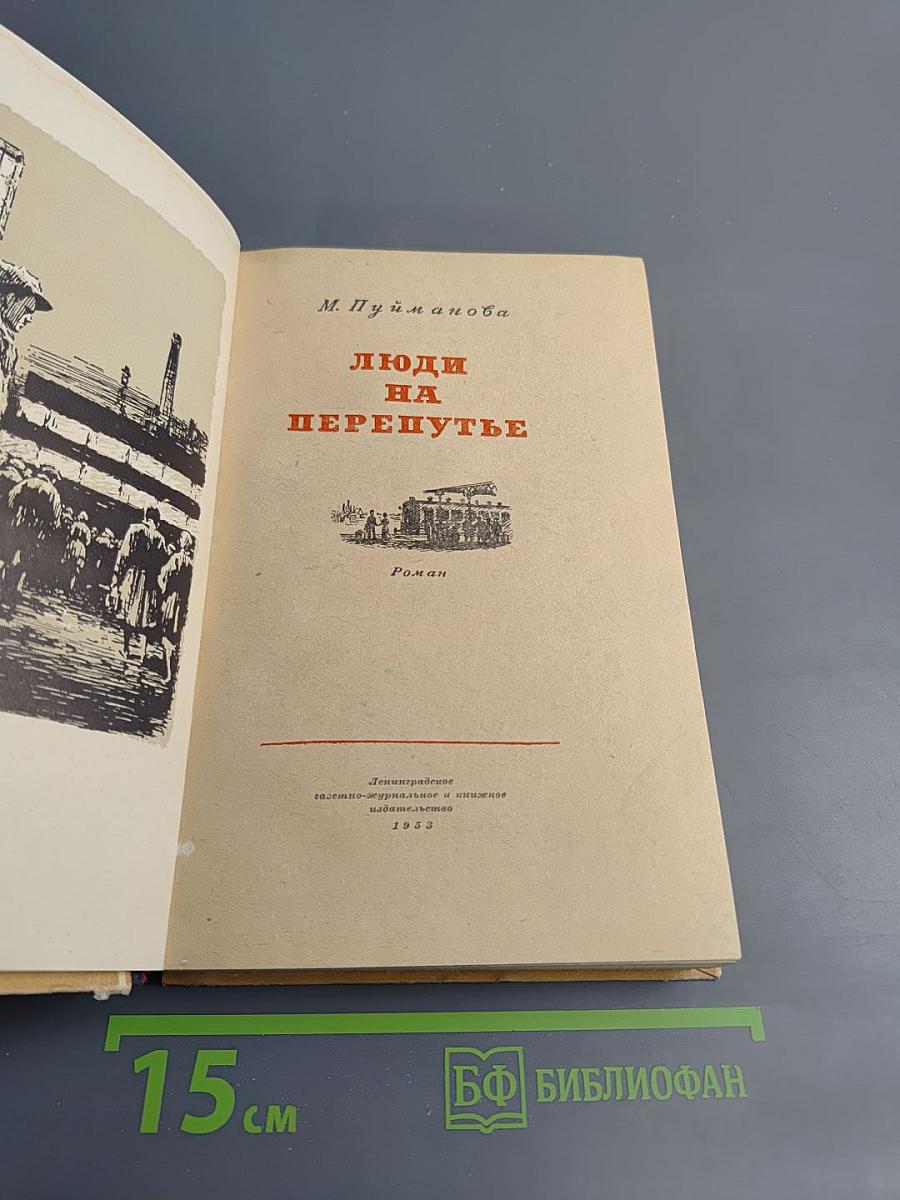 М. Пуйманова
ЛЮДИ
НА
ПЕРЕПУТЬЕ
Роман
Ленинградское
газетно-журнальное и книжное
издательство
1953
15 см
БФ БИБЛИОФАН